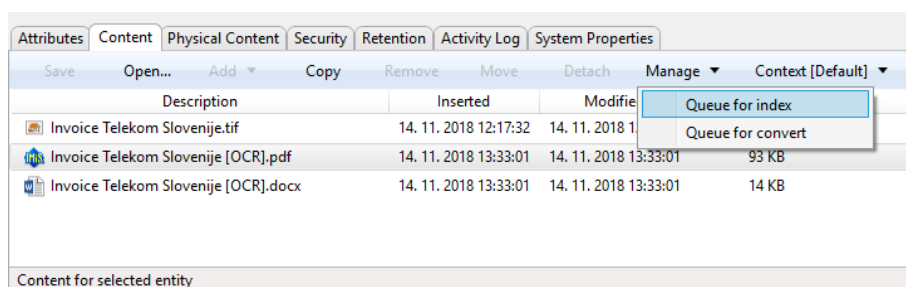 Attributes Content Physical Content Security Retention Activity Log System Properties
Save Open... Add Copy Remove Move Detach Manage Context [Default]
Description Inserted Modifie
Queue for index
Invoice Telekom Slovenije.tif 14. 11. 2018 12:17:32 14. 11. 2018 1
Queue for convert
Invoice Telekom Slovenije [OCR].pdf 14. 11. 2018 13:33:01 14. 11. 2018 13:33:01 93 KB
Invoice Telekom Slovenije [OCR].docx 14. 11. 2018 13:33:01 14. 11. 2018 13:33:01 14 KB
Content for selected entity